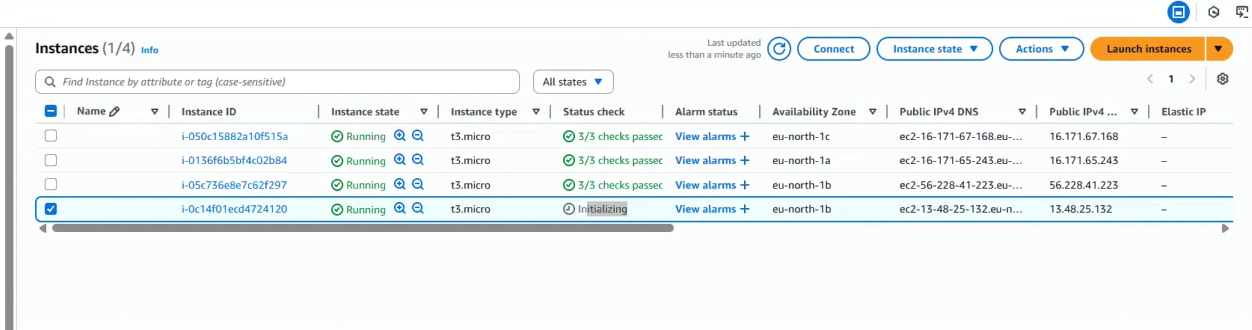 Instances (1/4) Info
Last updated
less than a minute ago
Connect
Instance state
Actions
Launch instances
Find Instance by attribute or tag (case-sensitive)
All states
1
Name Instance ID Instance state Instance type Status check Alarm status Availability Zone Public IPv4 DNS Public IPv4 ... Elastic IP
i-050c15882a10f515a Running t3.micro 3/3 checks passec View alarms + eu-north-1c ec2-16-171-67-168.eu-... 16.171.67.168 –
i-0136f6b5bf4c02b84 Running t3.micro 3/3 checks passec View alarms + eu-north-1a ec2-16-171-65-243.eu-... 16.171.65.243 –
i-05c736e8e7c62f297 Running t3.micro 3/3 checks passec View alarms + eu-north-1b ec2-56-228-41-223.eu-... 56.228.41.223 –
i-0c14f01ecd4724120 Running t3.micro Initializing View alarms + eu-north-1b ec2-13-48-25-132.eu-n... 13.48.25.132 –